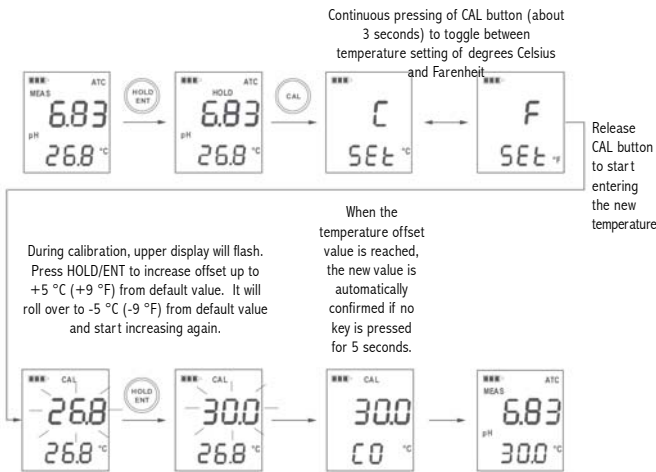 Continuous pressing of CAL button (about
3 seconds) to toggle between
temperature setting of degrees Celsius
and Farenheit
ATC
MEAS
6.83
pH
26.8 °C
HOLD
ENT
ATC
HOLD
6.83
pH
26.8 °C
CAL
C
SEt °C
F
SEt °F
Release
CAL button
to start
entering
the new
temperature
During calibration, upper display will flash.
Press HOLD/ENT to increase offset up to
+5 °C (+9 °F) from default value. It will
roll over to -5 °C (-9 °F) from default value
and start increasing again.
When the
temperature offset
value is reached,
the new value is
automatically
confirmed if no
key is pressed
for 5 seconds.
CAL
26.8
26.8 °C
HOLD
ENT
CAL
30.0
26.8 °C
CAL
30.0
CO °C
ATC
MEAS
6.83
pH
30.0 °C